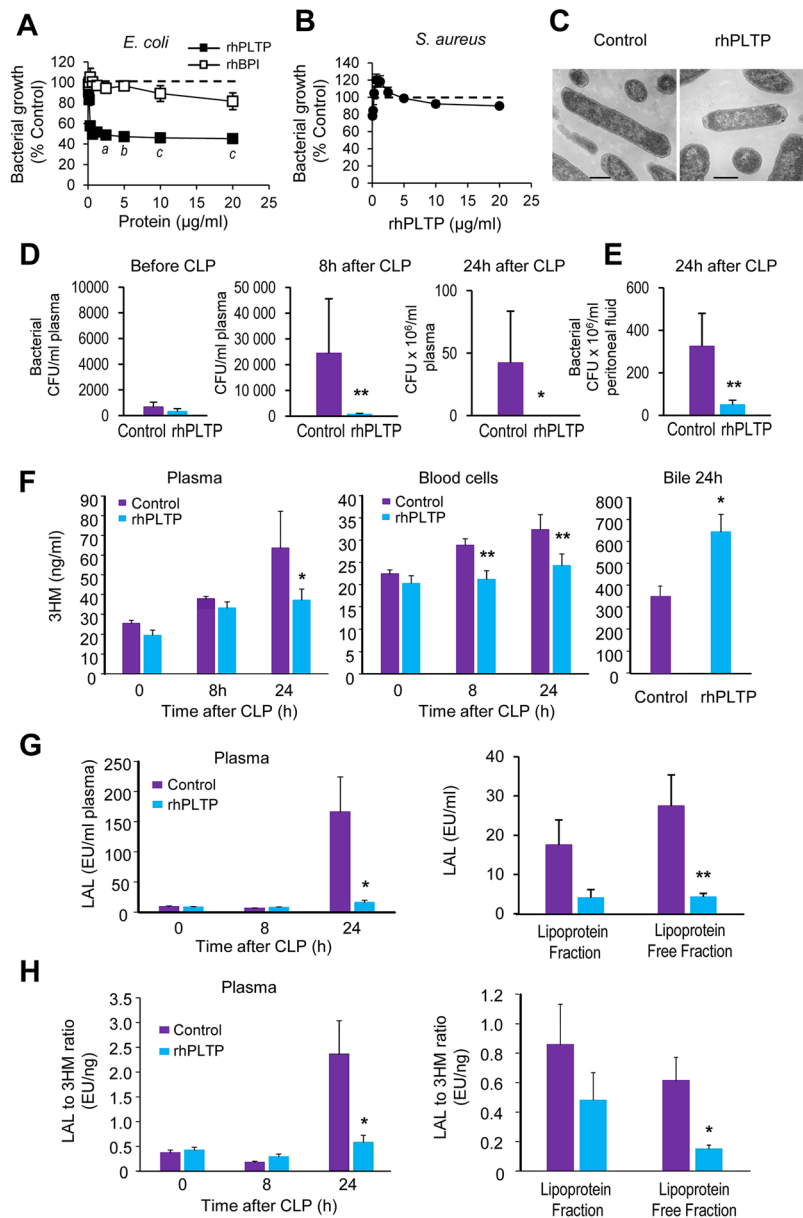 A
E. coli
rhPLTP
rhBPI
Bacterial growth
(% Control)
120
100
80
60
40
20
0
a
b
c
c
0
5
10
15
20
25
Protein (µg/ml)
B
S. aureus
Bacterial growth
(% Control)
140
120
100
80
60
40
20
0
0
5
10
15
20
25
rhPLTP (µg/ml)
C
Control
rhPLTP
D
Before CLP
Bacterial
CFU/ml plasma
10000
8000
6000
4000
2000
0
Control rhPLTP
8h after CLP
CFU/ml plasma
50 000
40 000
30 000
20 000
10 000
0
**
Control rhPLTP
24h after CLP
CFU x 10⁶/ml
plasma
100
50
0
*
Control rhPLTP
E
24h after CLP
Bacterial
CFU x 10⁶/ml
peritoneal fluid
600
400
200
0
**
Control rhPLTP
F
Plasma
Control
rhPLTP
3HM (ng/ml)
90
80
70
60
50
40
30
20
10
0
*
0
8h
24
Time after CLP (h)
Blood cells
Control
rhPLTP
40
35
30
25
20
15
10
5
0
**
**
0
8
24
Time after CLP (h)
Bile 24h
800
700
600
500
400
300
200
100
0
*
Control
rhPLTP
G
Plasma
Control
rhPLTP
LAL (EU/ml plasma)
250
200
150
100
50
0
*
0
8
24
Time after CLP (h)
LAL (EU/ml)
40
30
20
10
0
**
Lipoprotein
Fraction
Lipoprotein
Free Fraction
H
Plasma
Control
rhPLTP
LAL to 3HM ratio
(EU/ng)
3.5
3.0
2.5
2.0
1.5
1.0
0.5
0
*
0
8
24
Time after CLP (h)
LAL to 3HM ratio
(EU/ng)
1.2
1.0
0.8
0.6
0.4
0.2
0
*
Lipoprotein
Fraction
Lipoprotein
Free Fraction